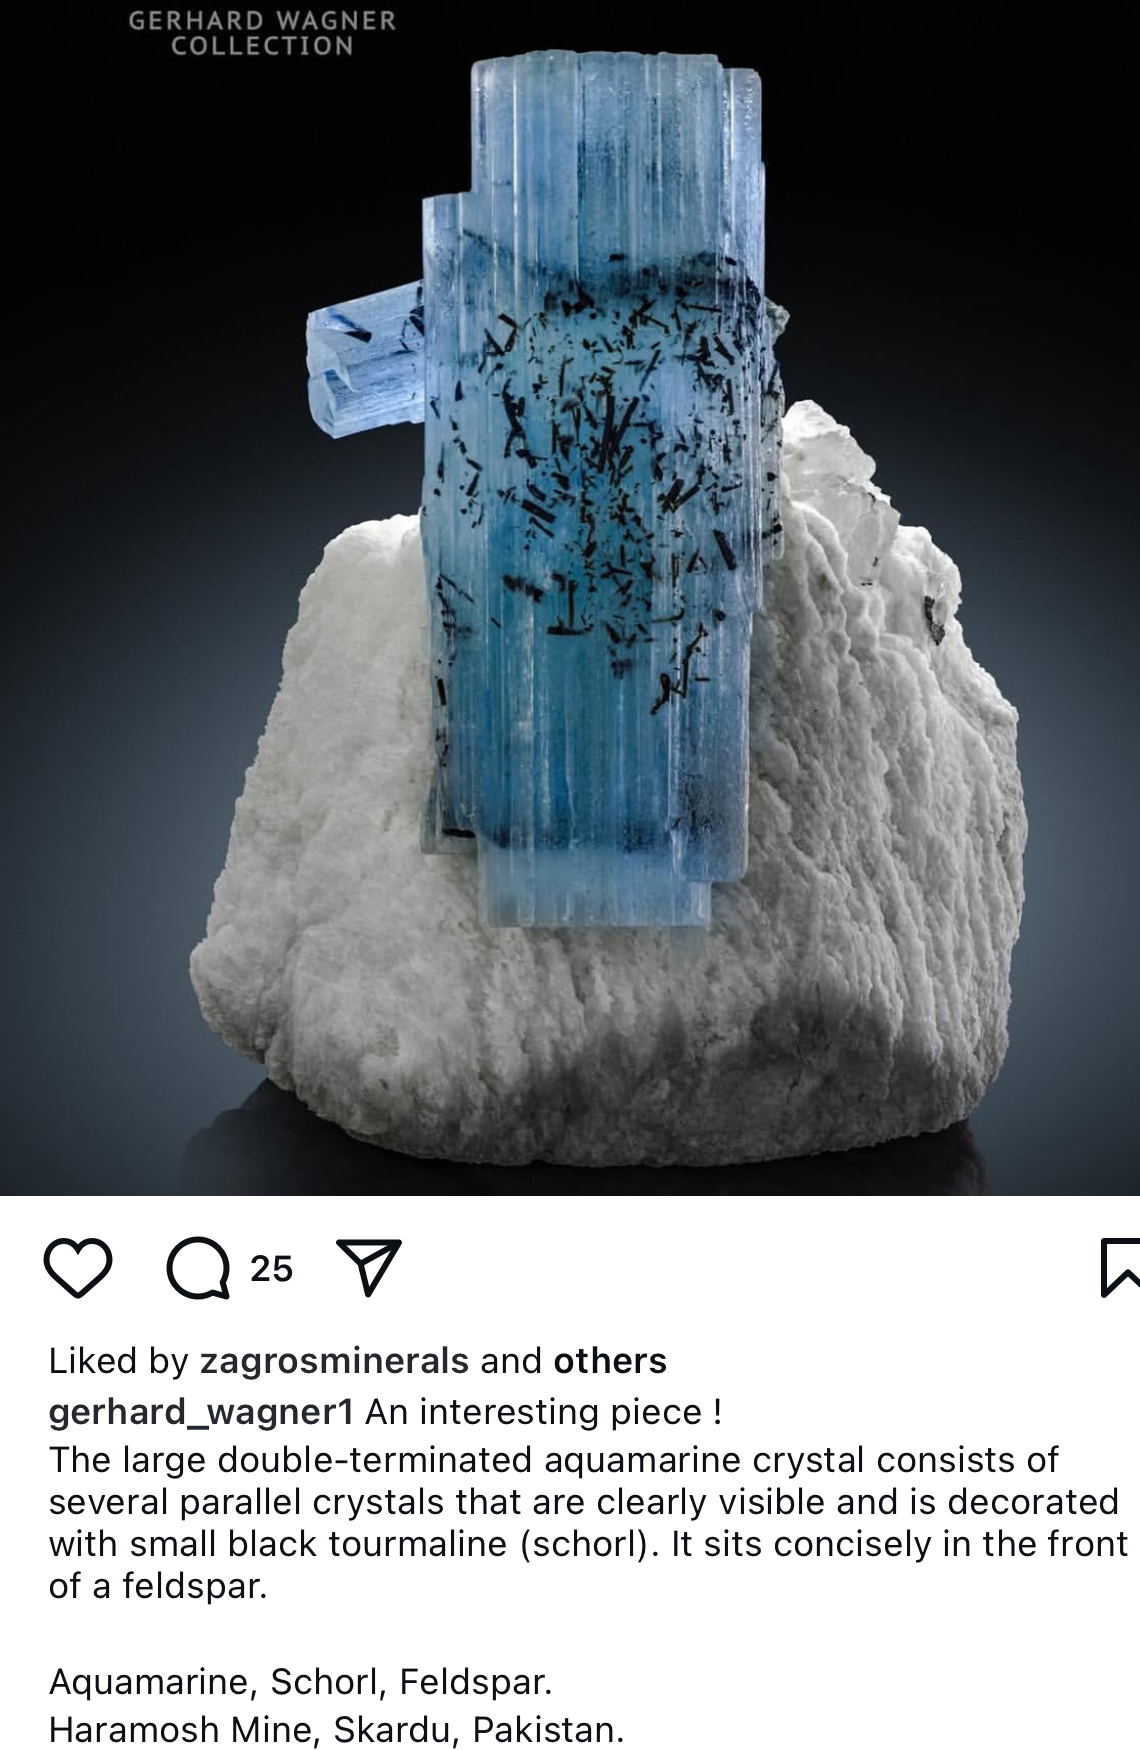 GERHARD WAGNER
COLLECTION
25
Liked by zagrosminerals and others
gerhard_wagner1 An interesting piece !
The large double-terminated aquamarine crystal consists of
several parallel crystals that are clearly visible and is decorated
with small black tourmaline (schorl). It sits concisely in the front
of a feldspar.
Aquamarine, Schorl, Feldspar.
Haramosh Mine, Skardu, Pakistan.